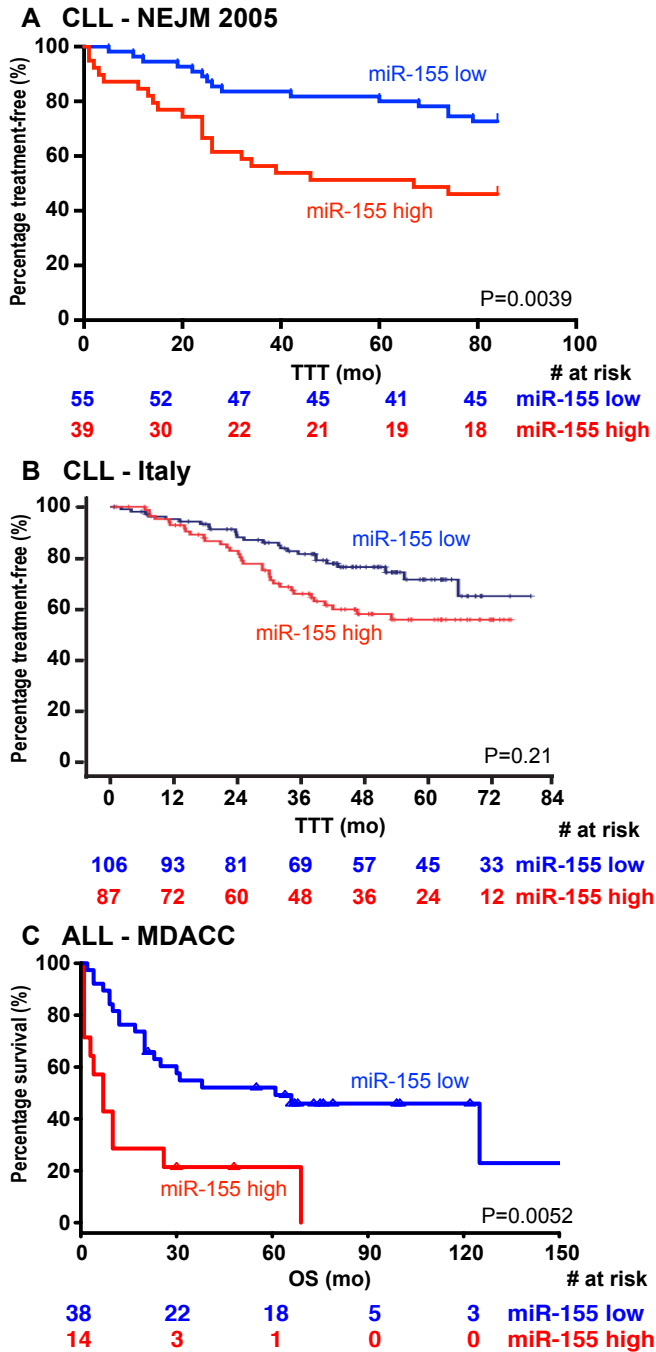 A CLL - NEJM 2005
Percentage treatment-free (%)
100
80
60
40
20
0
miR-155 low
miR-155 high
P=0.0039
0 20 40 60 80 100
TTT (mo) # at risk
55 52 47 45 41 45 miR-155 low
39 30 22 21 19 18 miR-155 high
B CLL - Italy
Percentage treatment-free (%)
100
80
60
40
20
0
miR-155 low
miR-155 high
P=0.21
0 12 24 36 48 60 72 84
TTT (mo) # at risk
106 93 81 69 57 45 33 miR-155 low
87 72 60 48 36 24 12 miR-155 high
C ALL - MDACC
Percentage survival (%)
100
80
60
40
20
0
miR-155 low
miR-155 high
P=0.0052
0 30 60 90 120 150
OS (mo) # at risk
38 22 18 5 3 miR-155 low
14 3 1 0 0 miR-155 high